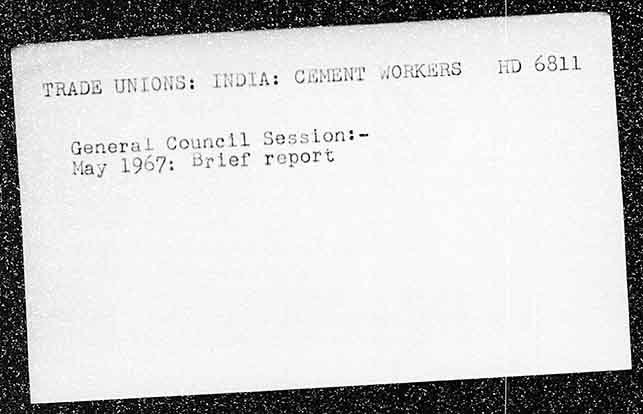 TRADE UNIONS: INDIA: CEMENT WORKERS HD 6811
General Council Session:-
May 1967: Brief report